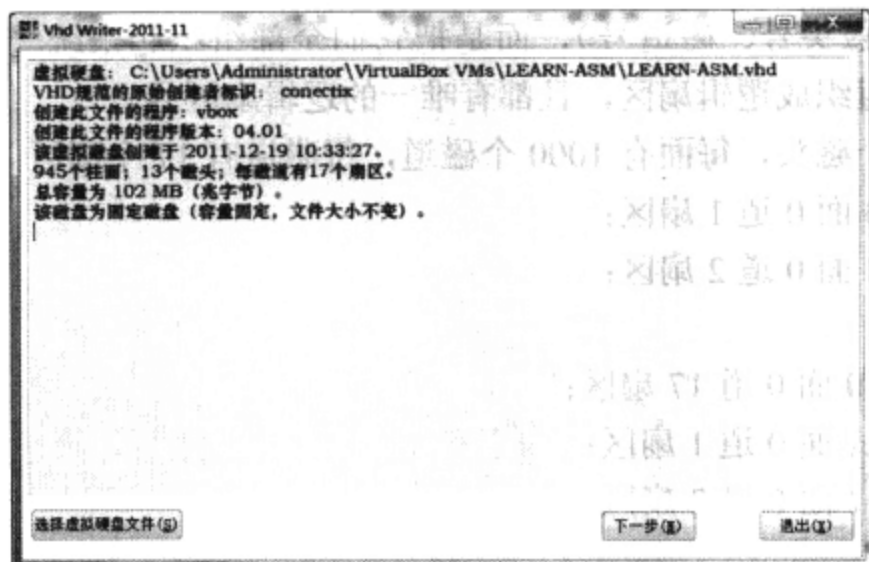 Vhd Writer-2011-11
虚拟硬盘: C:\Users\Administrator\VirtualBox VMs\LEARN-ASM\LEARN-ASM.vhd
VHD规范的原始创建者标识: conectix
创建此文件的程序: vbox
创建此文件的程序版本: 04.01
该虚拟磁盘创建于 2011-12-19 10:33:27。
945个柱面; 13个磁头; 每磁道有17个扇区。
总容量为 102 MB (兆字节) 。
该磁盘为固定磁盘 (容量固定, 文件大小不变) 。
选择虚拟硬盘文件(S)
下一步(N)
退出(X)